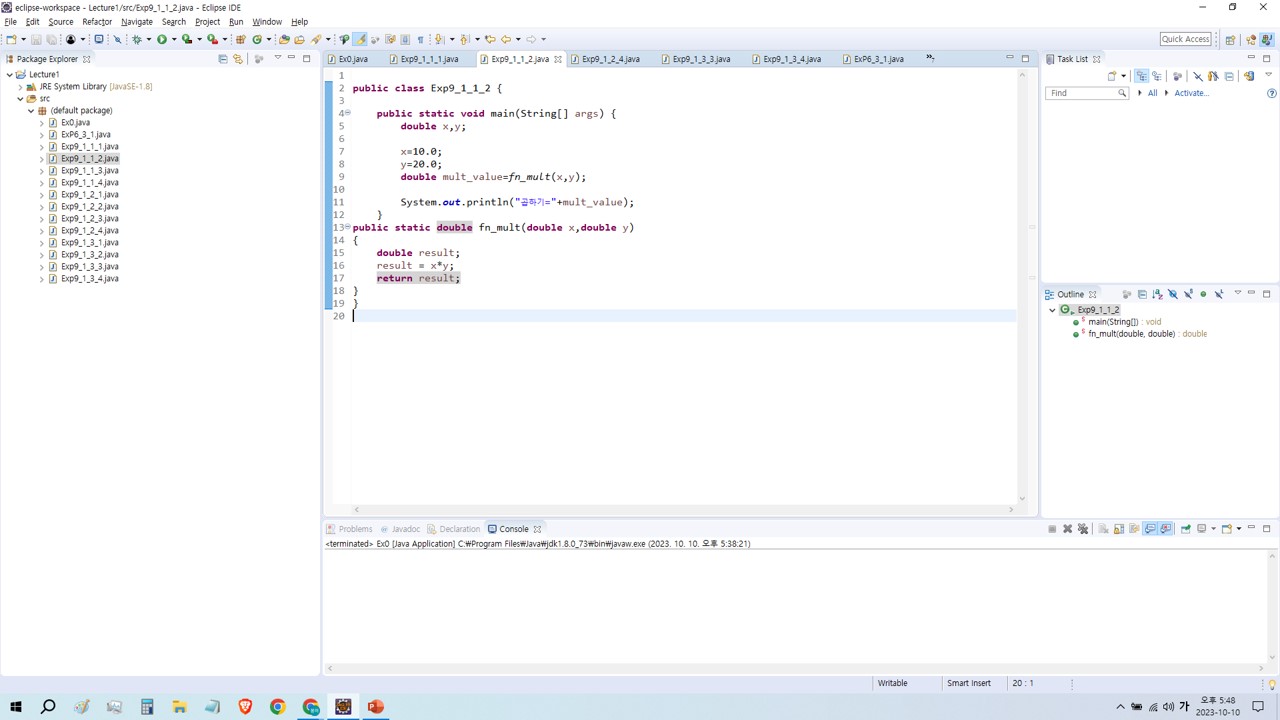 eclipse-workspace - Lecture1/src/Exp9_1_1_2.java - Eclipse IDE
File Edit Source Refactor Navigate Search Project Run Window Help
Quick Access
Package Explorer
Lecture1
JRE System Library [JavaSE-1.8]
src
(default package)
Ex0.java
ExP6_3_1.java
Exp9_1_1_1.java
Exp9_1_1_2.java
Exp9_1_1_3.java
Exp9_1_1_4.java
Exp9_1_2_1.java
Exp9_1_2_2.java
Exp9_1_2_3.java
Exp9_1_2_4.java
Exp9_1_3_1.java
Exp9_1_3_2.java
Exp9_1_3_3.java
Exp9_1_3_4.java
Ex0.java Exp9_1_1_1.java Exp9_1_1_2.java Exp9_1_2_4.java Exp9_1_3_3.java Exp9_1_3_4.java ExP6_3_1.java
1
2 public class Exp9_1_1_2 {
3
4 public static void main(String[] args) {
5 double x,y;
6
7 x=10.0;
8 y=20.0;
9 double mult_value=fn_mult(x,y);
10
11 System.out.println("곱하기="+mult_value);
12 }
13 public static double fn_mult(double x,double y)
14 {
15 double result;
16 result = x*y;
17 return result;
18 }
19 }
20
Task List
Find All Activate...
Outline
Exp9_1_1_2
main(String[]) : void
fn_mult(double, double) : double
Problems Javadoc Declaration Console
<terminated> Ex0 [Java Application] C:₩Program Files₩Java₩jdk1.8.0_73₩bin₩javaw.exe (2023. 10. 10. 오후 5:38:21)
Writable Smart Insert 20 : 1
가 오후 5:48
2023-10-10